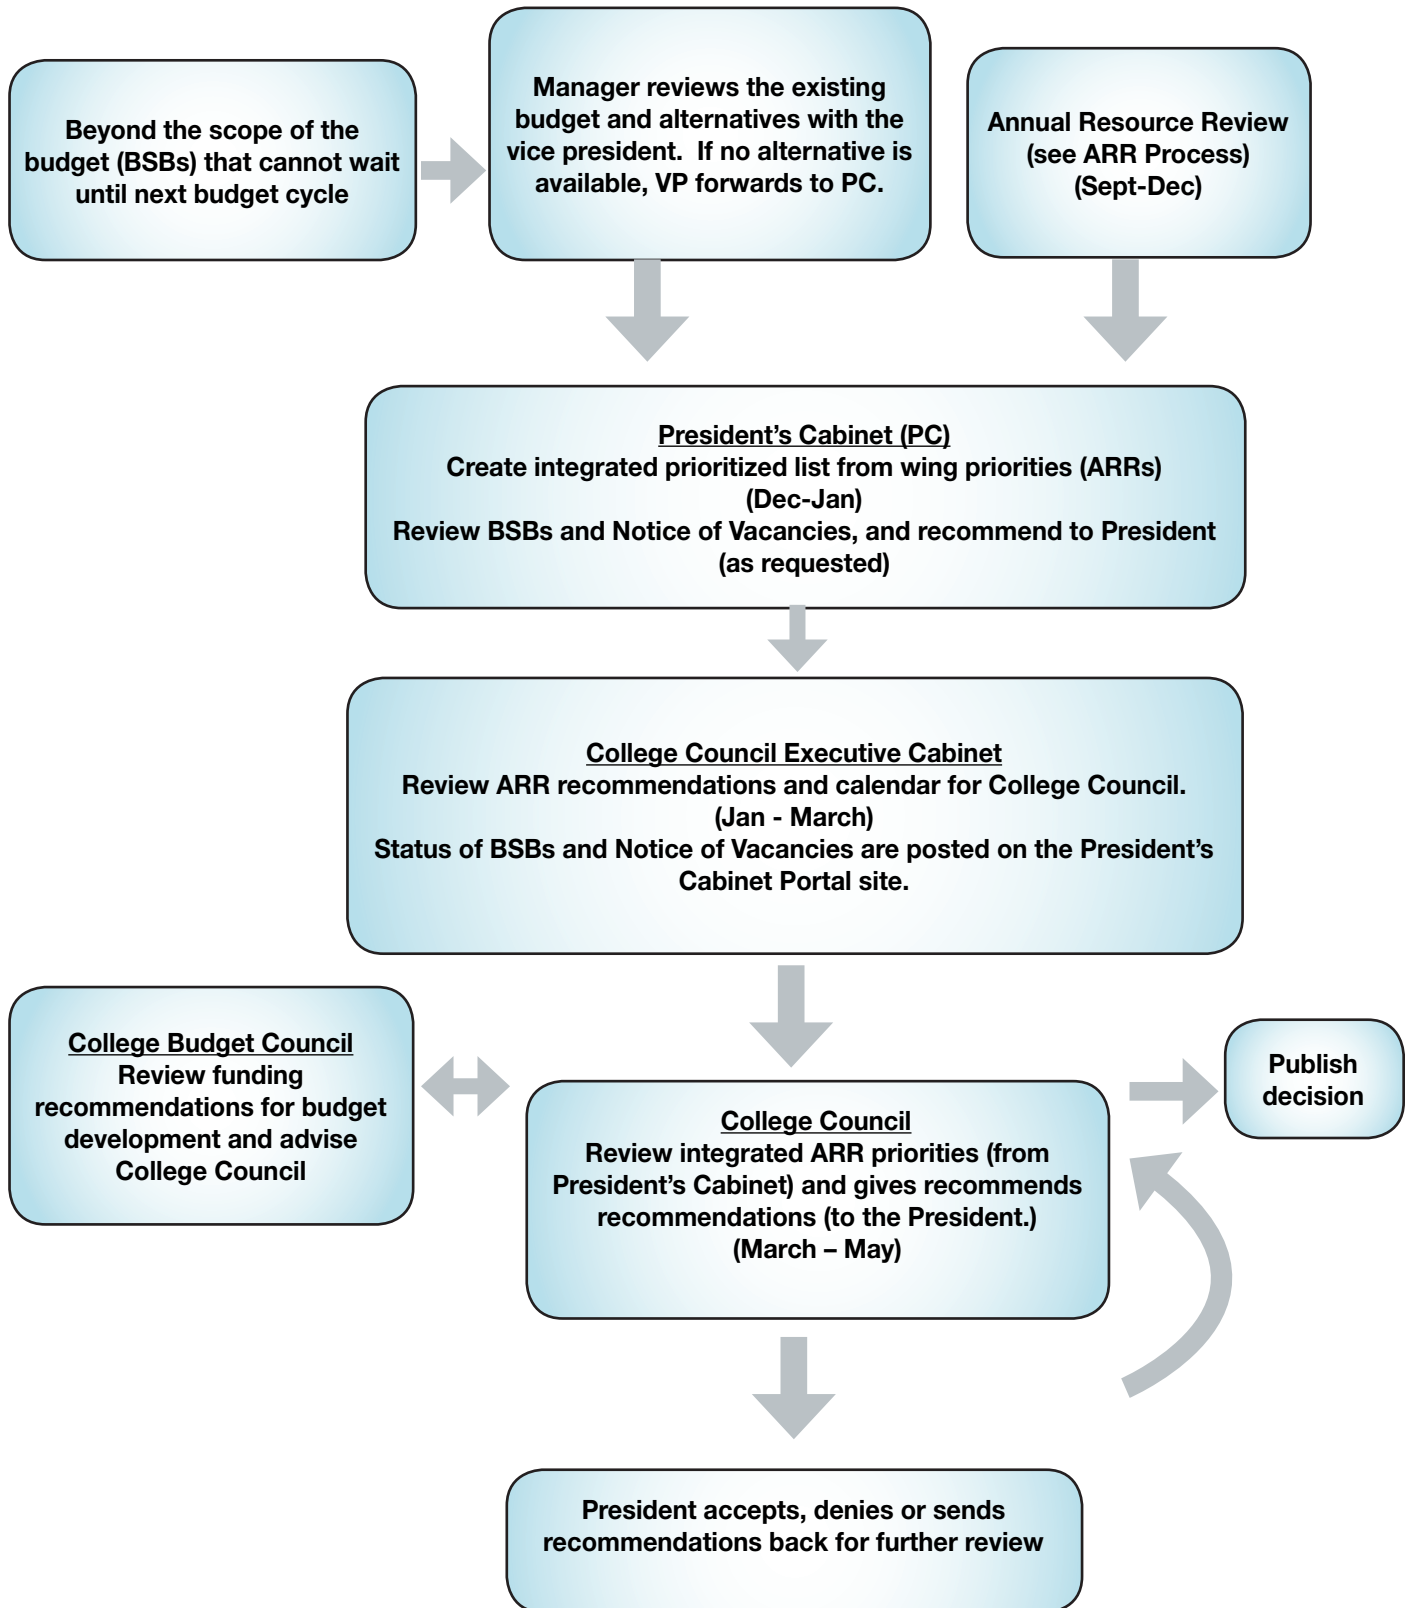 Beyond the scope of the
budget (BSBs) that cannot wait
until next budget cycle
Manager reviews the existing
budget and alternatives with the
vice president.  If no alternative is
available, VP forwards to PC.
Annual Resource Review
(see ARR Process)
(Sept-Dec)
President’s Cabinet (PC)
Create integrated prioritized list from wing priorities (ARRs)
(Dec-Jan)
Review BSBs and Notice of Vacancies, and recommend to President
(as requested)
College Council Executive Cabinet
Review ARR recommendations and calendar for College Council.
(Jan - March)
Status of BSBs and Notice of Vacancies are posted on the President’s
Cabinet Portal site.
College Budget Council
Review funding
recommendations for budget
development and advise
College Council
College Council
Review integrated ARR priorities (from
President’s Cabinet) and gives recommends
recommendations (to the President.)
(March – May)
Publish
decision
President accepts, denies or sends
recommendations back for further review